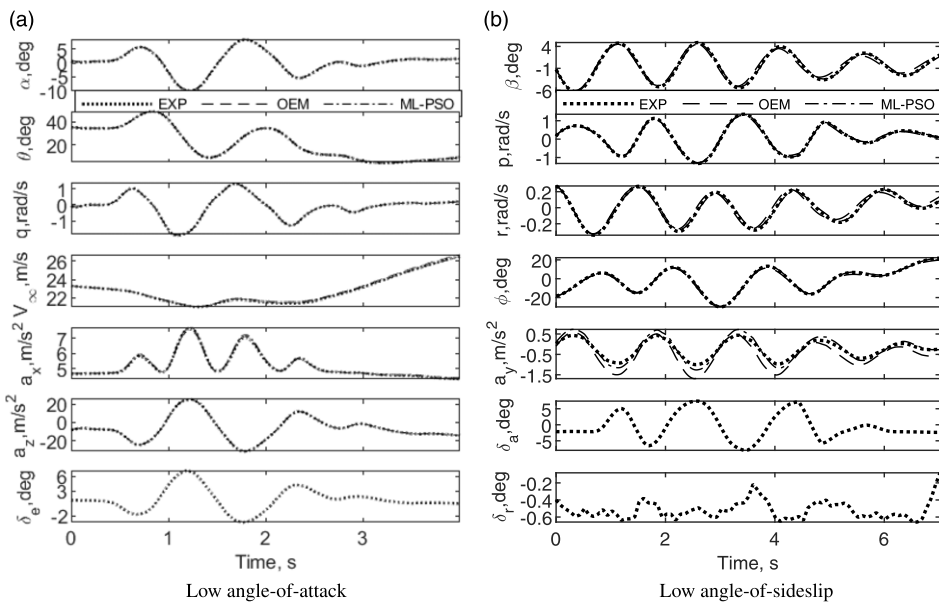 (a)
α,deg
5
0
-5
-10
EXP OEM ML-PSO
θ,deg
40
20
q,rad/s
1
0
-1
V∞,m/s
26
24
22
aₓ,m/s²
7
6
5
a_z,m/s²
20
0
-20
δₑ,deg
6
3
-2
0 1 2 3
Time, s
Low angle-of-attack
(b)
β,deg
4
-1
-6
EXP OEM ML-PSO
p,rad/s
1
0
-1
r,rad/s
0.2
0
-0.2
ϕ,deg
20
0
-20
a_y,m/s²
0.5
-0.5
-1.5
δₐ,deg
5
0
-5
δᵣ,deg
-0.2
-0.4
-0.6
0 2 4 6
Time, s
Low angle-of-sideslip